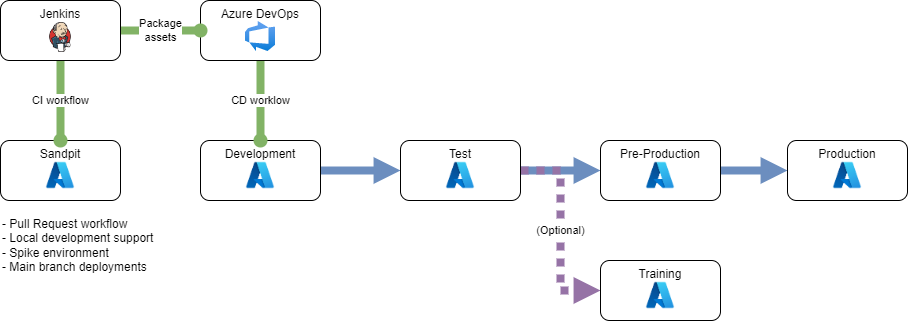 Jenkins
Azure DevOps
Package
assets
CI workflow
CD worklow
Sandpit
Development
Test
Pre-Production
Production
- Pull Request workflow
- Local development support
- Spike environment
- Main branch deployments
(Optional)
Training